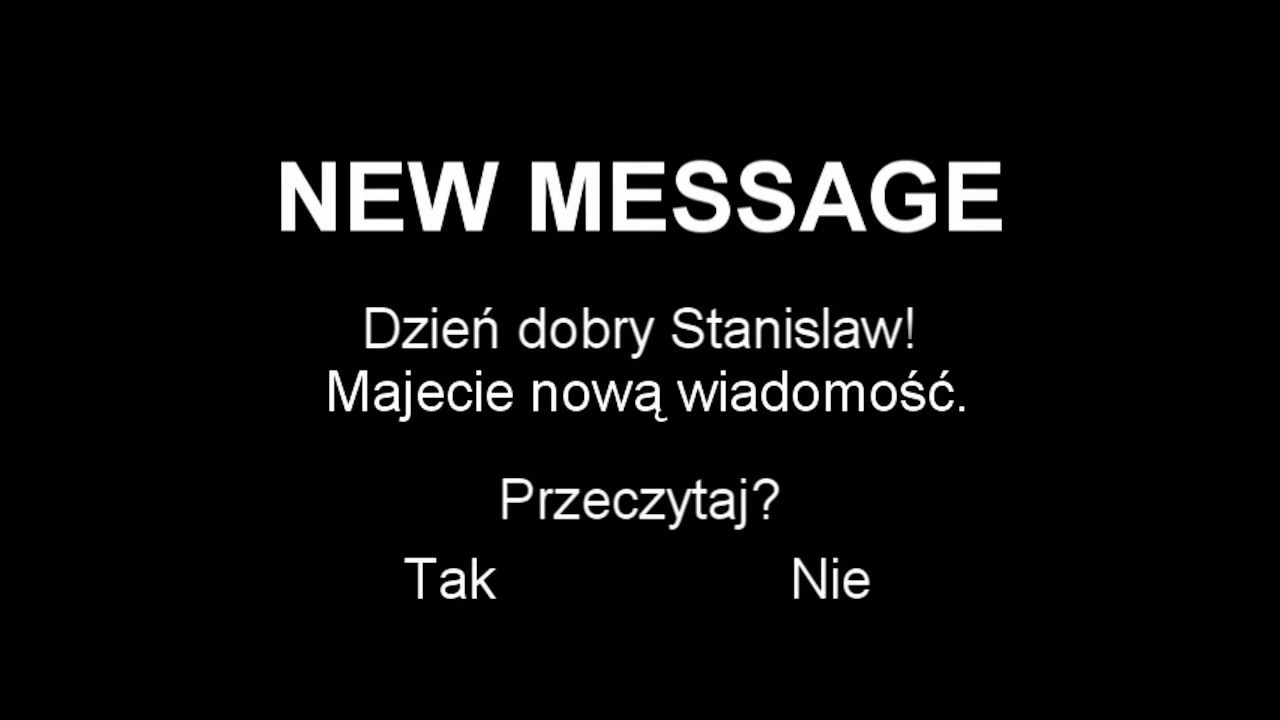 NEW MESSAGE
Dzień dobry Stanislaw!
Majecie nową wiadomość.
Przeczytaj?
Tak Nie